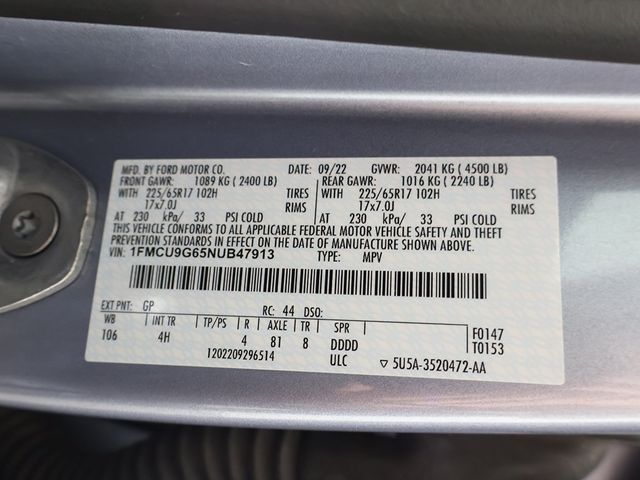 MFD. BY FORD MOTOR CO. DATE: 09/22 GVWR: 2041 KG ( 4500 LB)
FRONT GAWR: 1089 KG ( 2400 LB) REAR GAWR: 1016 KG ( 2240 LB)
WITH 225/65R17 102H TIRES WITH 225/65R17 102H TIRES
17x7.0J RIMS 17x7.0J RIMS
AT 230 kPa/ 33 PSI COLD AT 230 kPa/ 33 PSI COLD
THIS VEHICLE CONFORMS TO ALL APPLICABLE FEDERAL MOTOR VEHICLE SAFETY AND THEFT
PREVENTION STANDARDS IN EFFECT ON THE DATE OF MANUFACTURE SHOWN ABOVE.
VIN: 1FMCU9G65NUB47913 TYPE: MPV
EXT PNT: GP RC: 44 DSO:
WB INT TR TP/PS R AXLE TR SPR F0147
106 4H 4 81 8 DDDD T0153
1202209296514 ULC ▽ 5U5A-3520472-AA